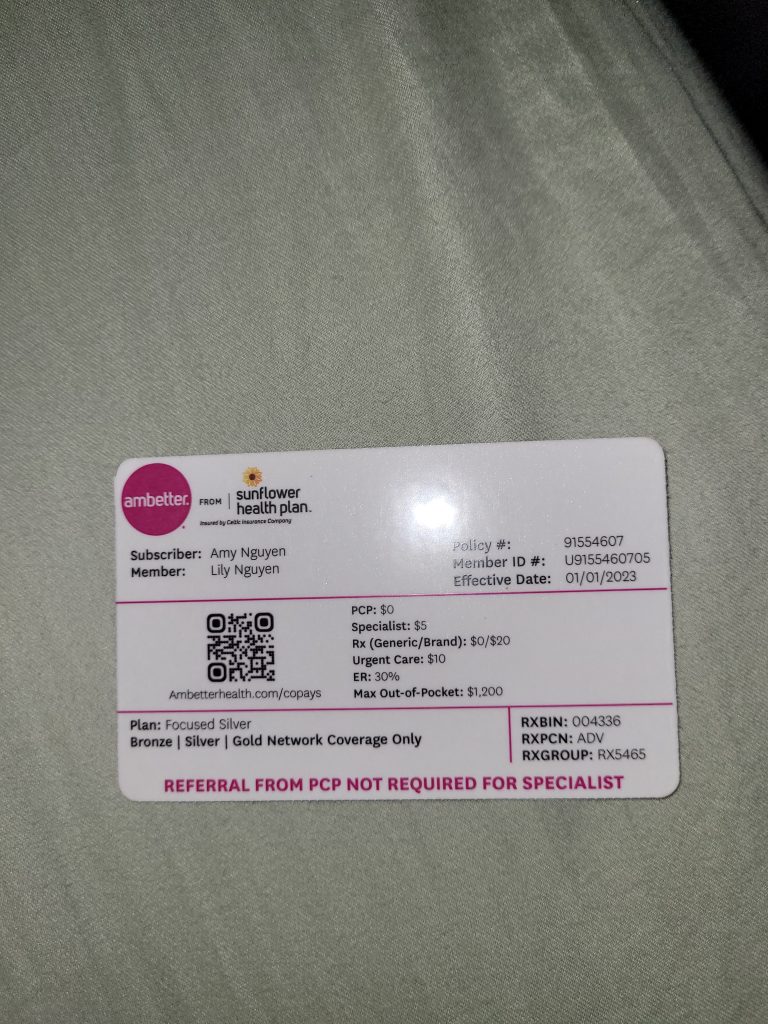 ambetter. FROM sunflower health plan™
Insured by Celtic Insurance Company
Subscriber: Amy Nguyen
Member: Lily Nguyen
Policy #: 91554607
Member ID #: U9155460705
Effective Date: 01/01/2023
Ambetterhealth.com/copays
PCP: $0
Specialist: $5
Rx (Generic/Brand): $0/$20
Urgent Care: $10
ER: 30%
Max Out-of-Pocket: $1,200
Plan: Focused Silver
Bronze | Silver | Gold Network Coverage Only
RXBIN: 004336
RXPCN: ADV
RXGROUP: RX5465
REFERRAL FROM PCP NOT REQUIRED FOR SPECIALIST